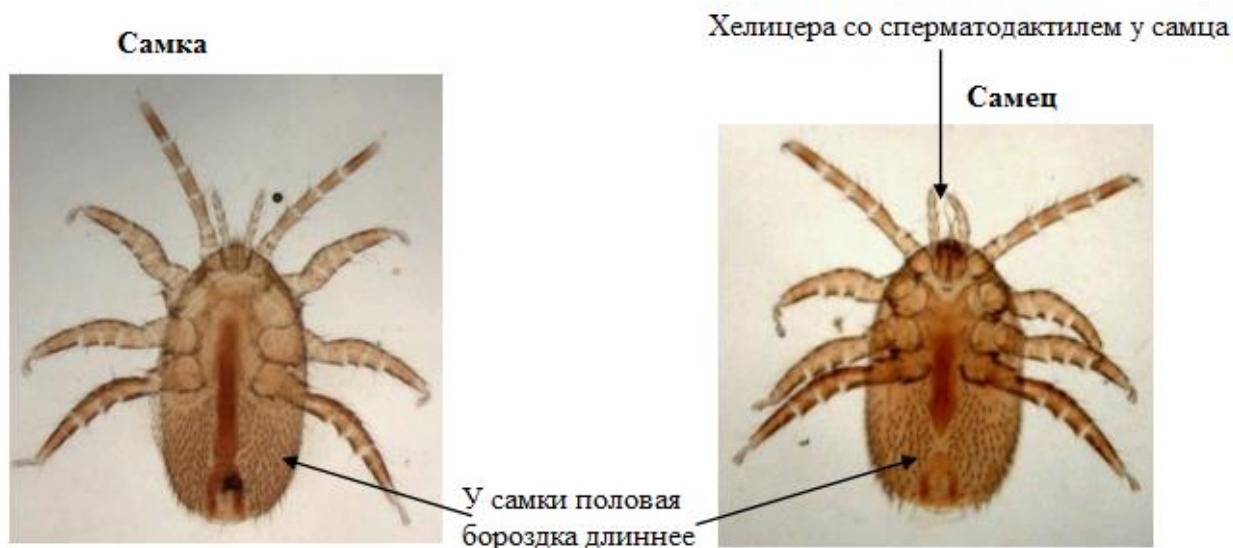 Хелицера со сперматодактилем у самца
Самка
Самец
У самки половая
бороздка длиннее